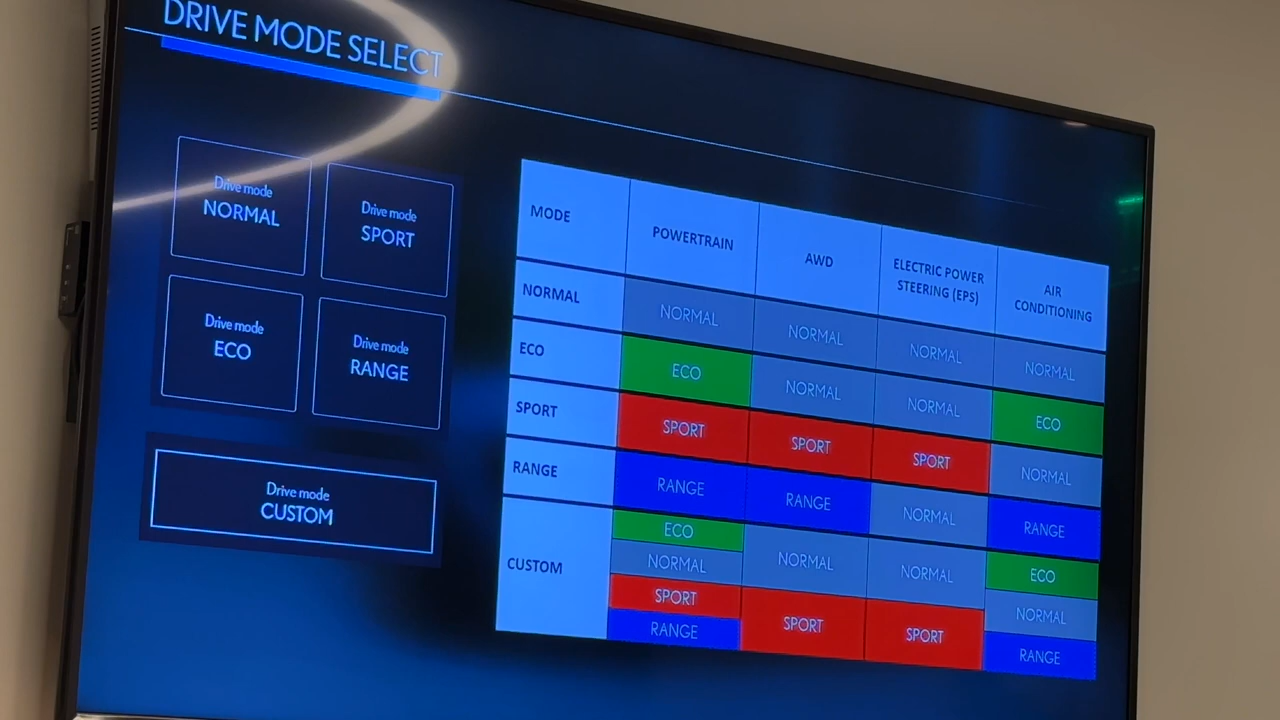 DRIVE MODE SELECT
Drive mode
NORMAL
Drive mode
SPORT
Drive mode
ECO
Drive mode
RANGE
Drive mode
CUSTOM
MODE
POWERTRAIN
AWD
ELECTRIC POWER
STEERING (EPS)
AIR
CONDITIONING
NORMAL
NORMAL
NORMAL
NORMAL
NORMAL
ECO
ECO
NORMAL
NORMAL
ECO
SPORT
SPORT
SPORT
SPORT
NORMAL
RANGE
RANGE
RANGE
NORMAL
RANGE
CUSTOM
ECO
NORMAL
SPORT
RANGE
NORMAL
SPORT
NORMAL
SPORT
ECO
NORMAL
RANGE